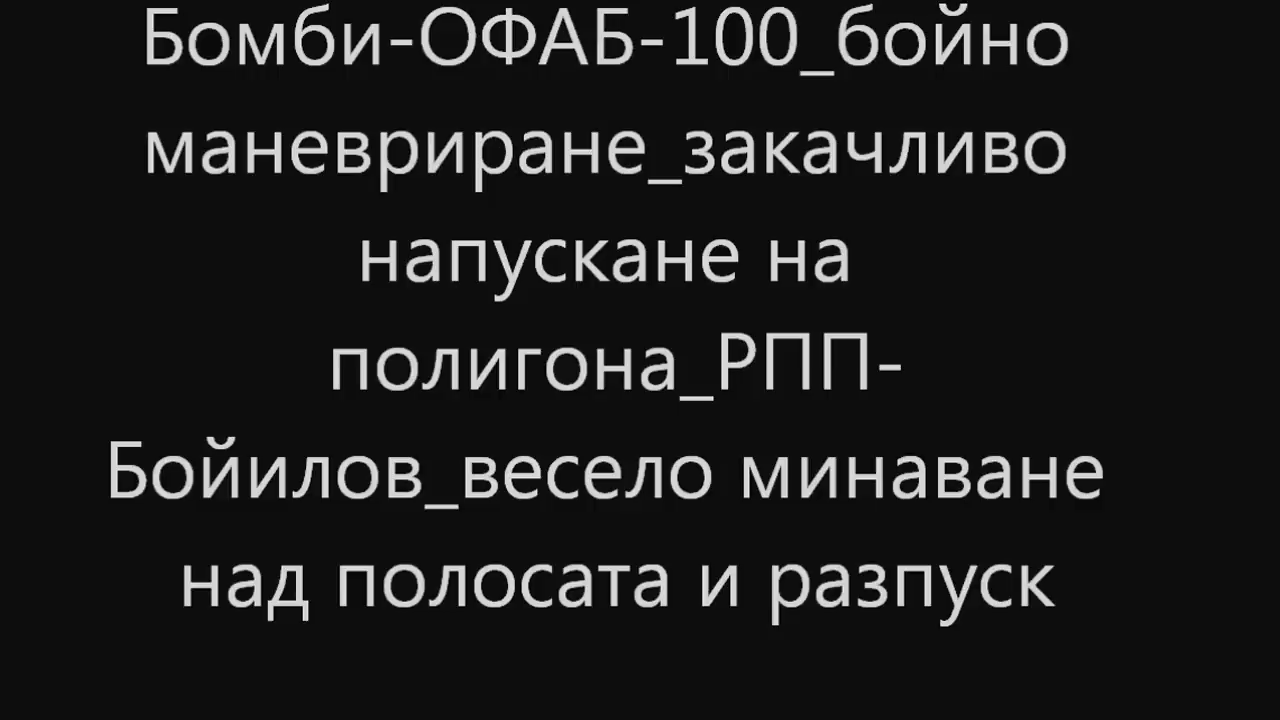 Бомби-ОФАБ-100_бойно
маневриране_закачливо
напускане на
полигона_РПП-
Бойилов_весело минаване
над полосата и разпуск